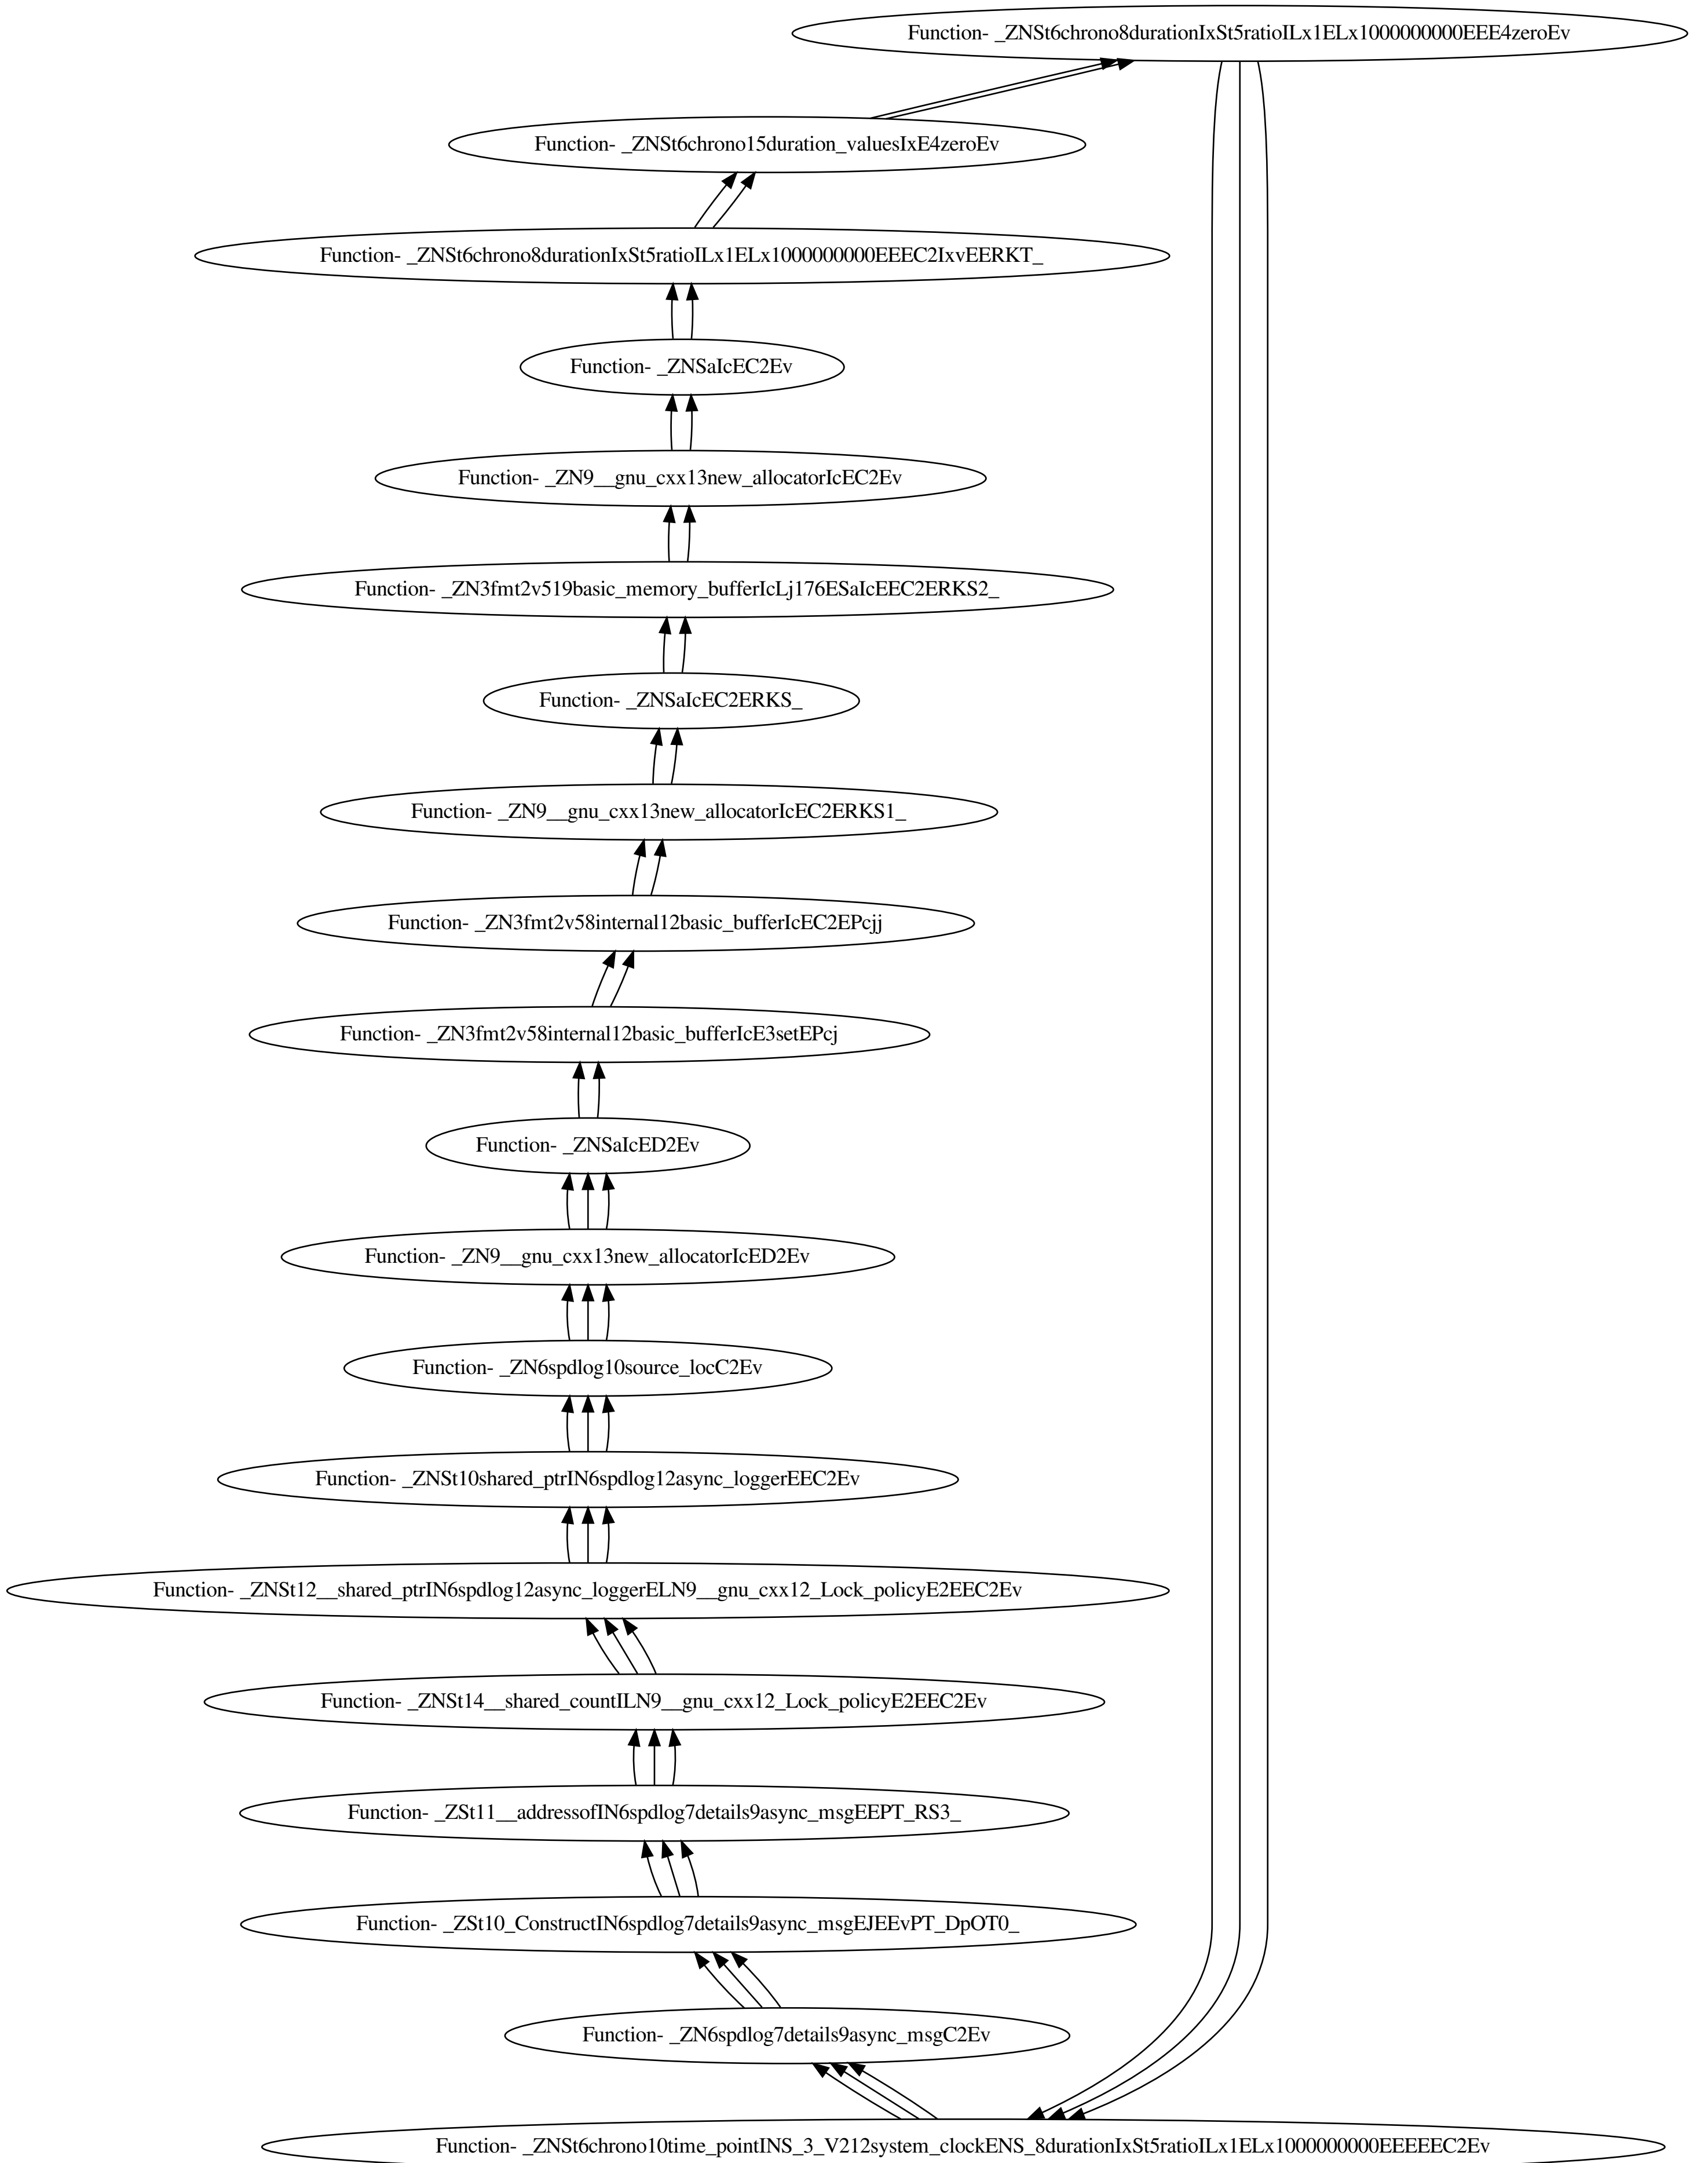 Function- _ZNSt6chrono8durationIxSt5ratioILx1ELx1000000000EEE4zeroEv
Function- _ZNSt6chrono15duration_valuesIxE4zeroEv
Function- _ZNSt6chrono8durationIxSt5ratioILx1ELx1000000000EEEC2IxvEERKT_
Function- _ZNSaIcEC2Ev
Function- _ZN9__gnu_cxx13new_allocatorIcEC2Ev
Function- _ZN3fmt2v519basic_memory_bufferIcLj176ESaIcEEC2ERKS2_
Function- _ZNSaIcEC2ERKS_
Function- _ZN9__gnu_cxx13new_allocatorIcEC2ERKS1_
Function- _ZN3fmt2v58internal12basic_bufferIcEC2EPcjj
Function- _ZN3fmt2v58internal12basic_bufferIcE3setEPcj
Function- _ZNSaIcED2Ev
Function- _ZN9__gnu_cxx13new_allocatorIcED2Ev
Function- _ZN6spdlog10source_locC2Ev
Function- _ZNSt10shared_ptrIN6spdlog12async_loggerEEC2Ev
Function- _ZNSt12__shared_ptrIN6spdlog12async_loggerELN9__gnu_cxx12_Lock_policyE2EEC2Ev
Function- _ZNSt14__shared_countILN9__gnu_cxx12_Lock_policyE2EEC2Ev
Function- _ZSt11__addressofIN6spdlog7details9async_msgEEPT_RS3_
Function- _ZSt10_ConstructIN6spdlog7details9async_msgEJEEvPT_DpOT0_
Function- _ZN6spdlog7details9async_msgC2Ev
Function- _ZNSt6chrono10time_pointINS_3_V212system_clockENS_8durationIxSt5ratioILx1ELx1000000000EEEEEC2Ev